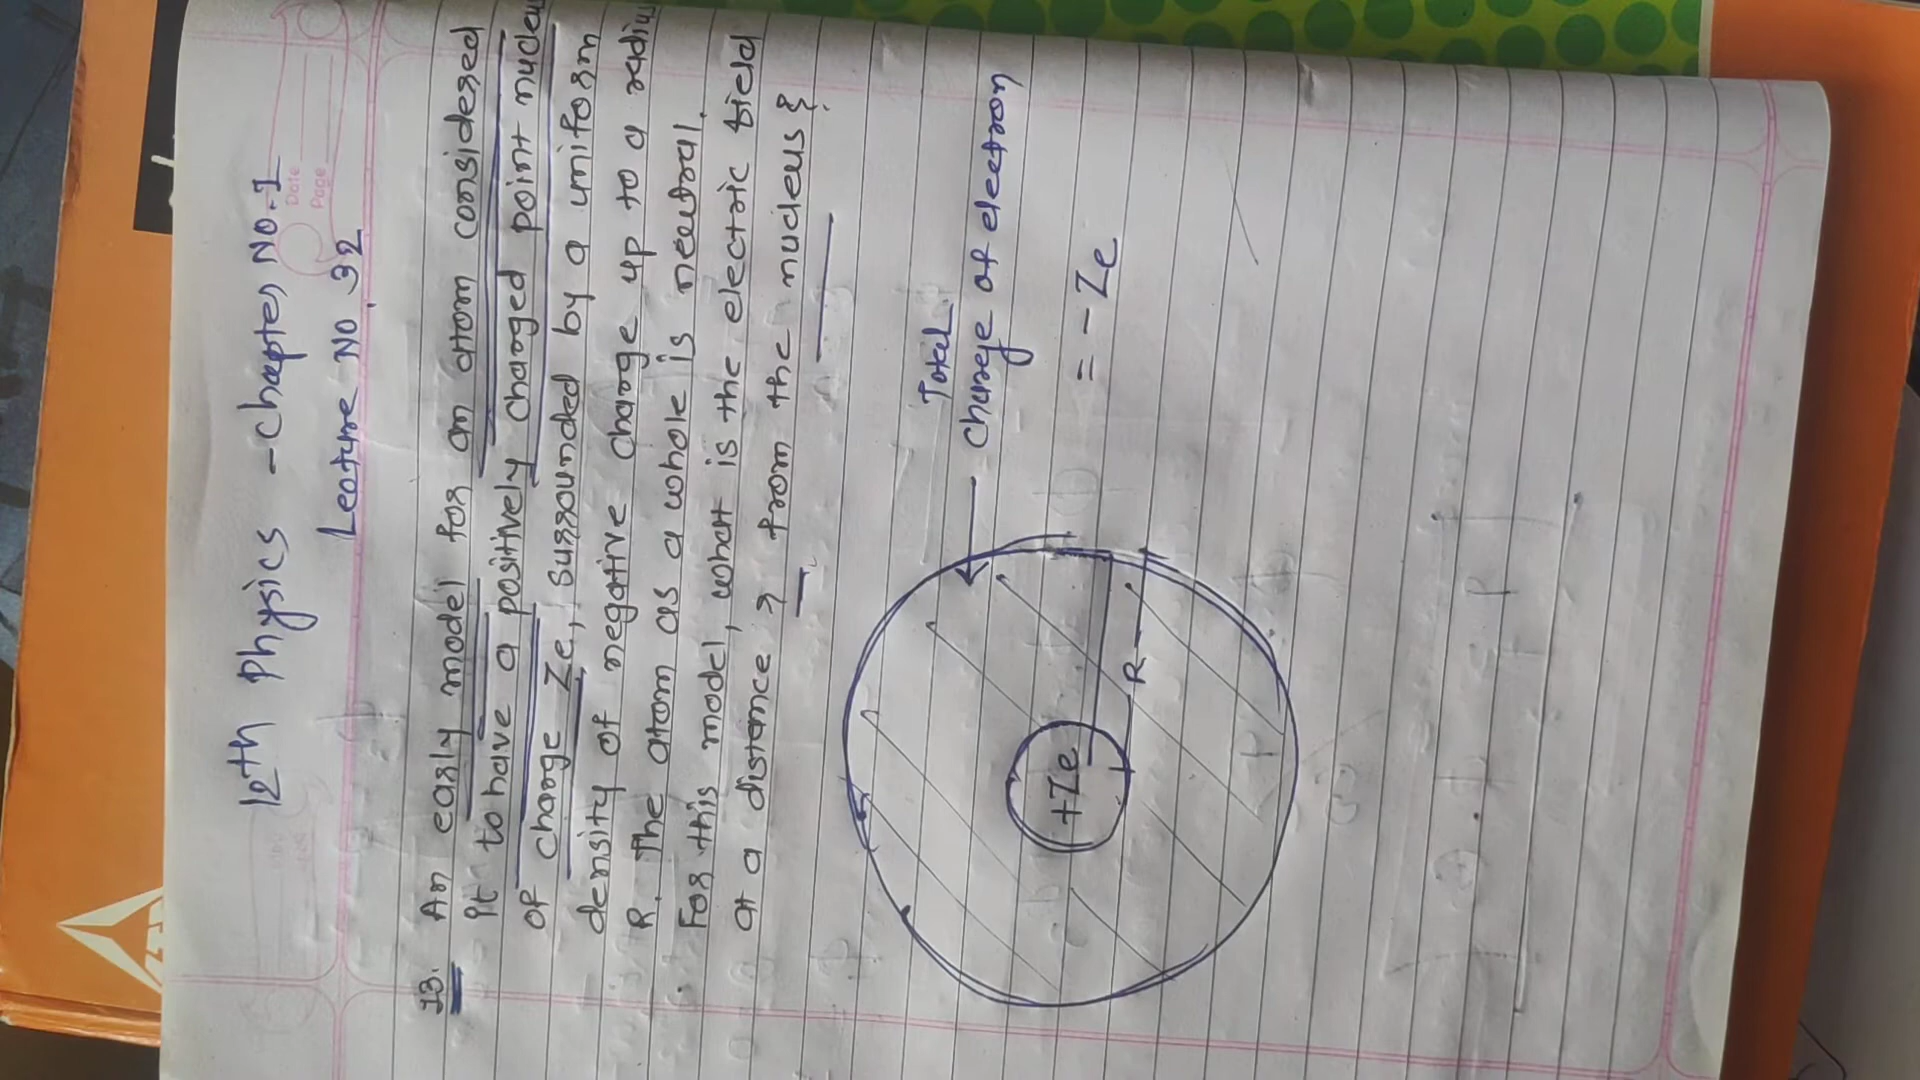 12th Physics - Chapter No-1
Lecture No. 32
Date
Page
13. An early model for an atom considered
it to have a positively charged point nucleus
of charge Ze, surrounded by a uniform
density of negative charge up to a radius
R. The atom as a whole is neutral.
For this model, what is the electric field
at a distance r from the nucleus?
Total
Charge of electron
= - Ze
+Ze
R